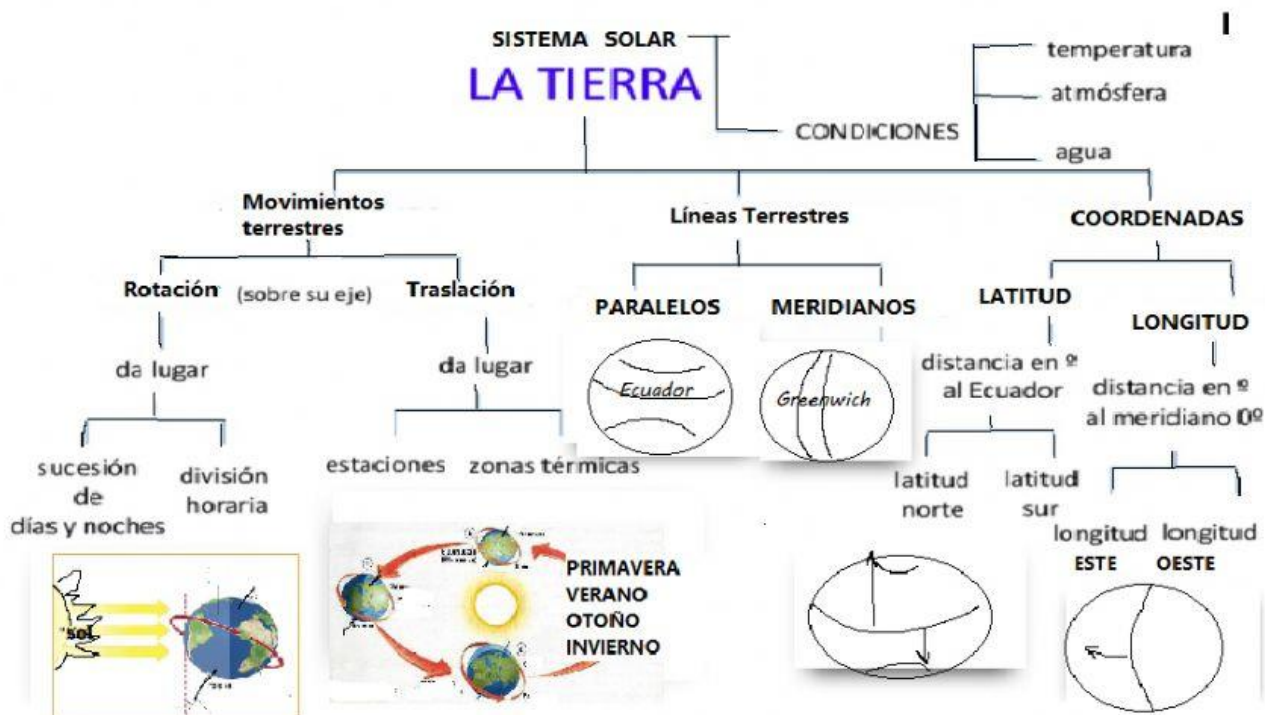 I
SISTEMA SOLAR
LA TIERRA
CONDICIONES
temperatura
atmósfera
agua
Movimientos
terrestres
Rotación
(sobre su eje)
Traslación
da lugar
sucesión
de
días y noches
división
horaria
sol
da lugar
estaciones
zonas térmicas
PRIMAVERA
VERANO
OTOÑO
INVIERNO
Líneas Terrestres
PARALELOS
Ecuador
MERIDIANOS
Greenwich
COORDENADAS
LATITUD
distancia en º
al Ecuador
latitud
norte
latitud
sur
LONGITUD
distancia en º
al meridiano 0º
longitud
ESTE
longitud
OESTE